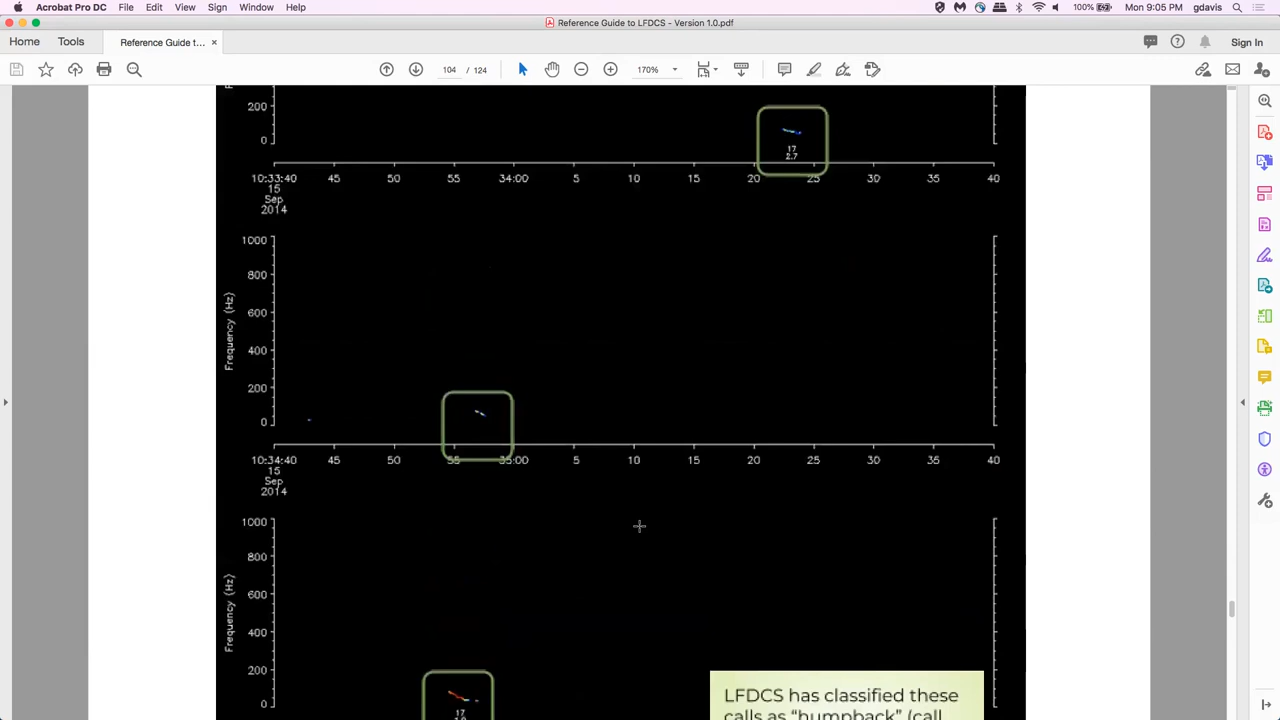 Acrobat Pro DC File Edit View Sign Window Help 100% Mon 9:05 PM gdavis
Reference Guide to LFDCS - Version 1.0.pdf
Home Tools Reference Guide t... × Sign In
104 / 124 170%
200
0
17
2.7
10:33:40 45 50 55 34:00 5 10 15 20 25 30 35 40
15
Sep
2014
1000
800
600
400
200
0
Frequency (Hz)
10:34:40 45 50 55 35:00 5 10 15 20 25 30 35 40
15
Sep
2014
1000
800
600
400
200
0
Frequency (Hz)
17
LFDCS has classified these
calls as "humpback" (call